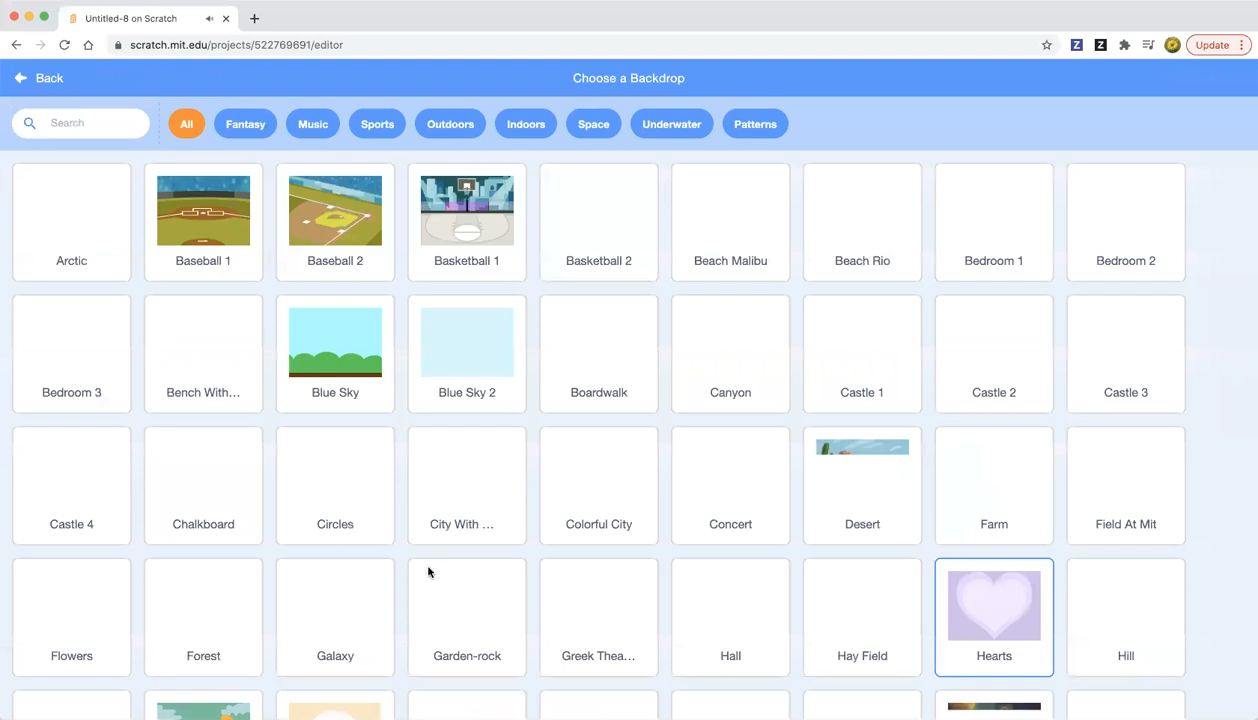 Untitled-8 on Scratch
scratch.mit.edu/projects/522769691/editor
Z
Z
Update
Back
Choose a Backdrop
Search
All
Fantasy
Music
Sports
Outdoors
Indoors
Space
Underwater
Patterns
Arctic
Baseball 1
Baseball 2
Basketball 1
Basketball 2
Beach Malibu
Beach Rio
Bedroom 1
Bedroom 2
Bedroom 3
Bench With...
Blue Sky
Blue Sky 2
Boardwalk
Canyon
Castle 1
Castle 2
Castle 3
Castle 4
Chalkboard
Circles
City With ...
Colorful City
Concert
Desert
Farm
Field At Mit
Flowers
Forest
Galaxy
Garden-rock
Greek Thea...
Hall
Hay Field
Hearts
Hill